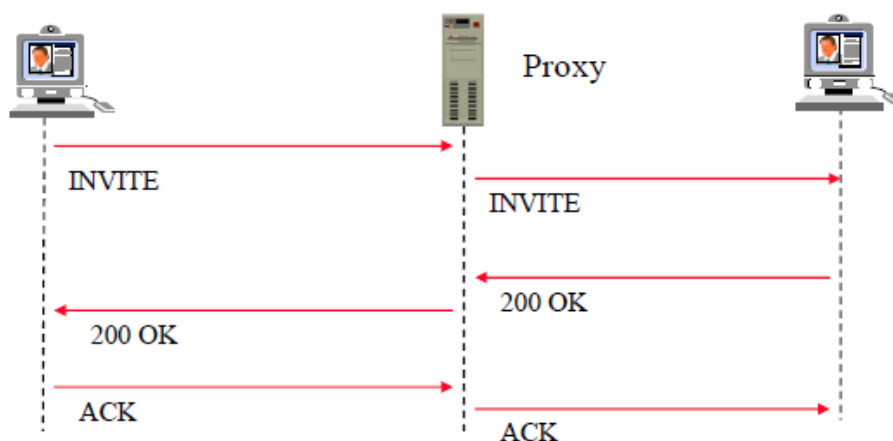 Proxy
INVITE
INVITE
200 OK
200 OK
ACK
ACK